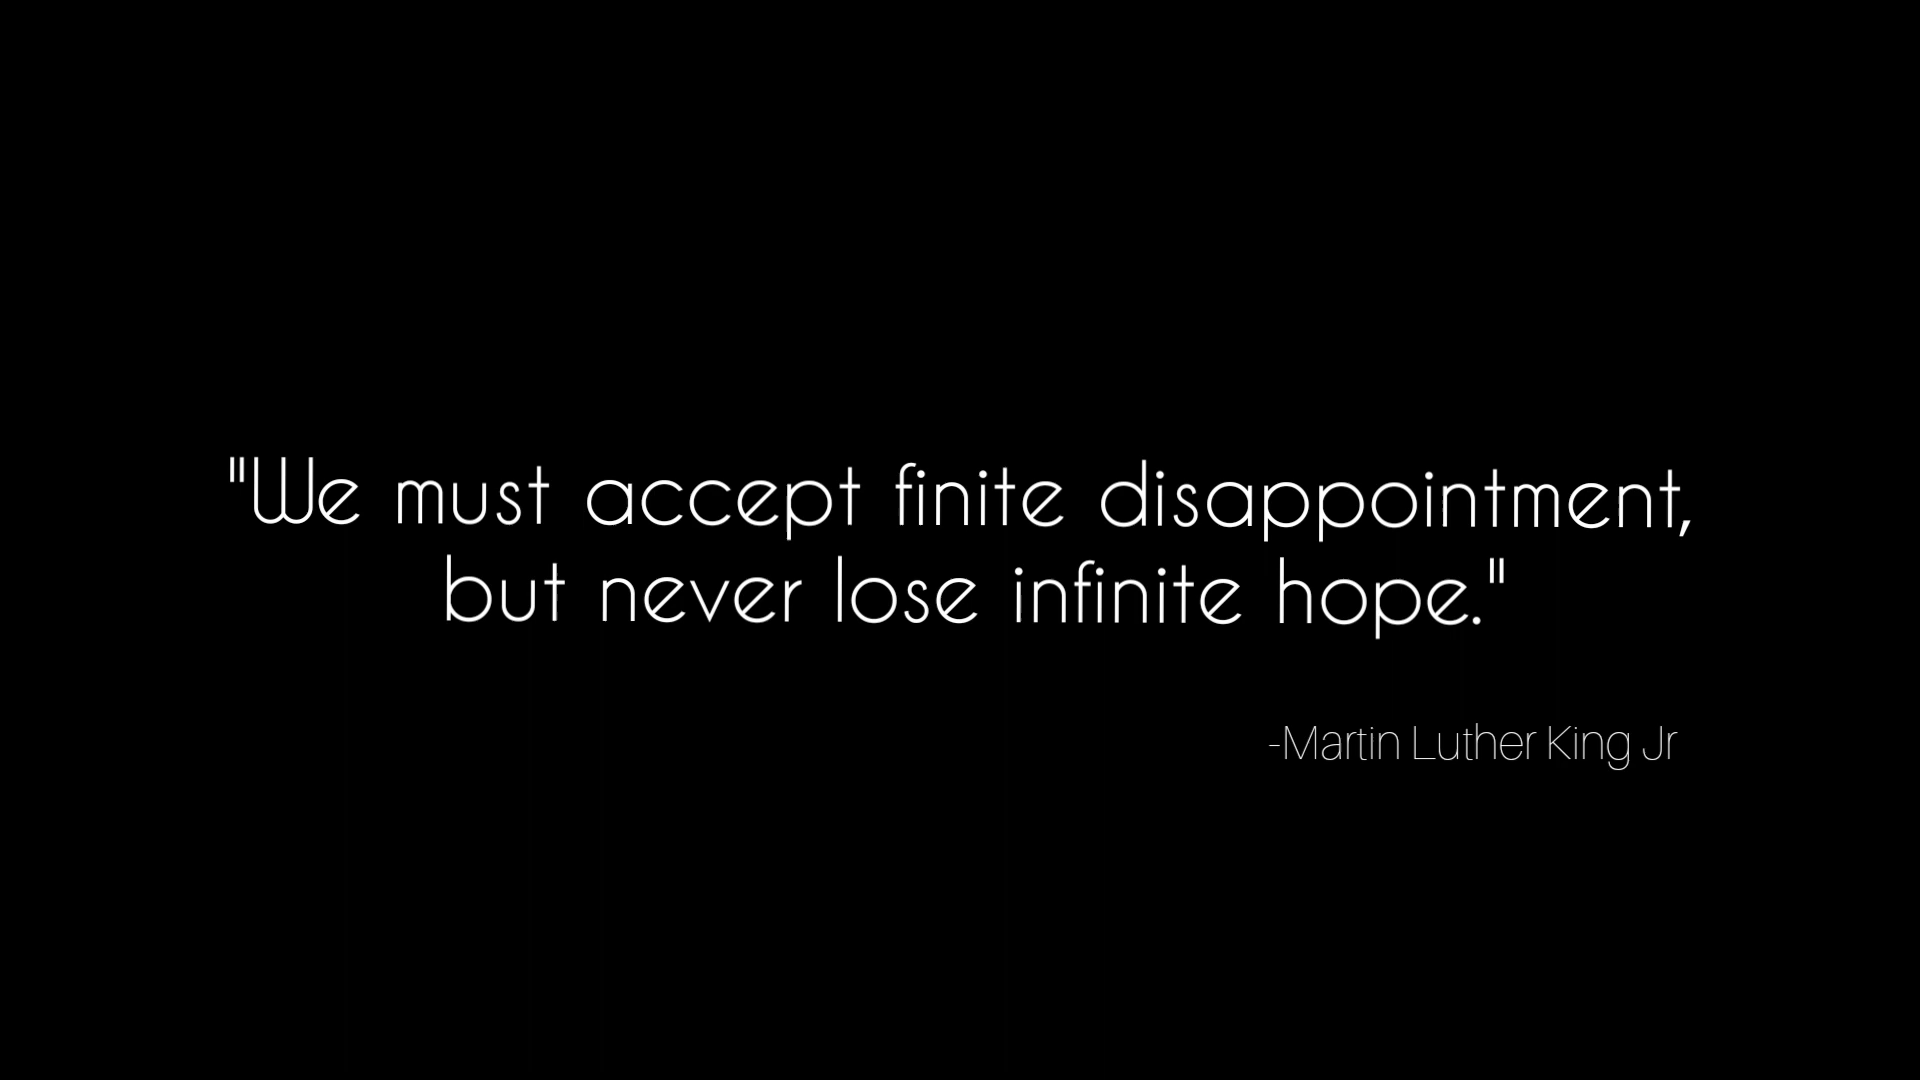 "We must accept finite disappointment,
but never lose infinite hope."
-Martin Luther King Jr